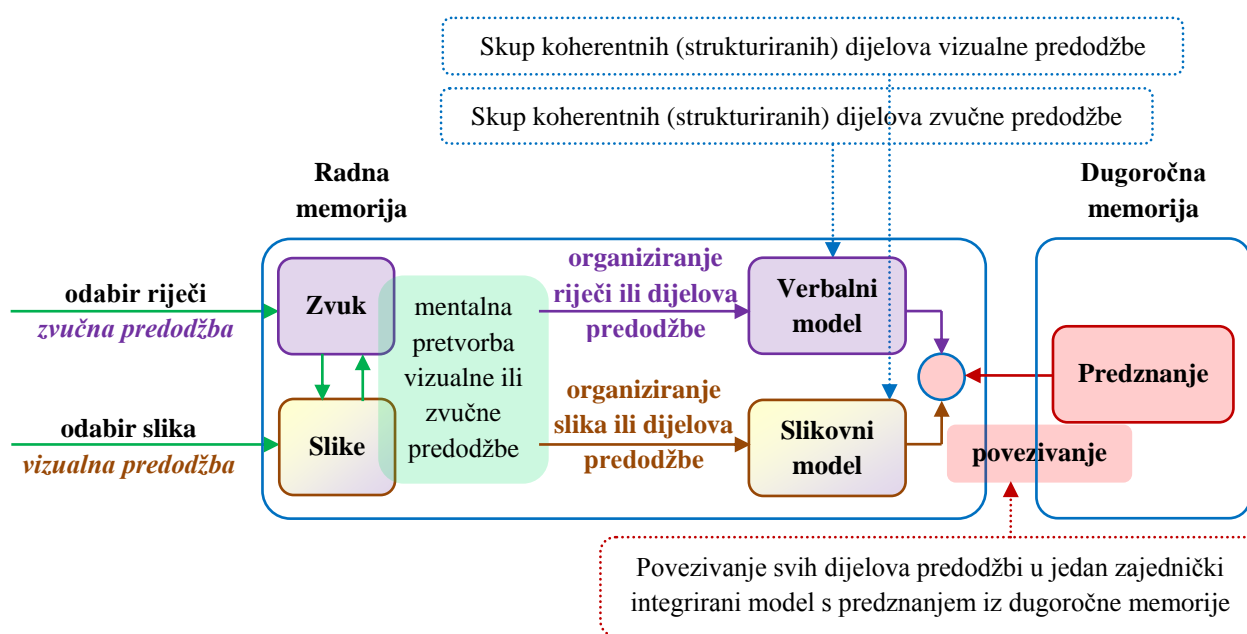 Skup koherentnih (strukturiranih) dijelova vizualne predodžbe
Skup koherentnih (strukturiranih) dijelova zvučne predodžbe
Radna
memorija
Dugoročna
memorija
odabir riječi
zvučna predodžba
Zvuk
mentalna
pretvorba
vizualne ili
zvučne
predodžbe
organiziranje
riječi ili dijelova
predodžbe
Verbalni
model
Predznanje
odabir slika
vizualna predodžba
Slike
organiziranje
slika ili dijelova
predodžbe
Slikovni
model
povezivanje
Povezivanje svih dijelova predodžbi u jedan zajednički
integrirani model s predznanjem iz dugoročne memorije